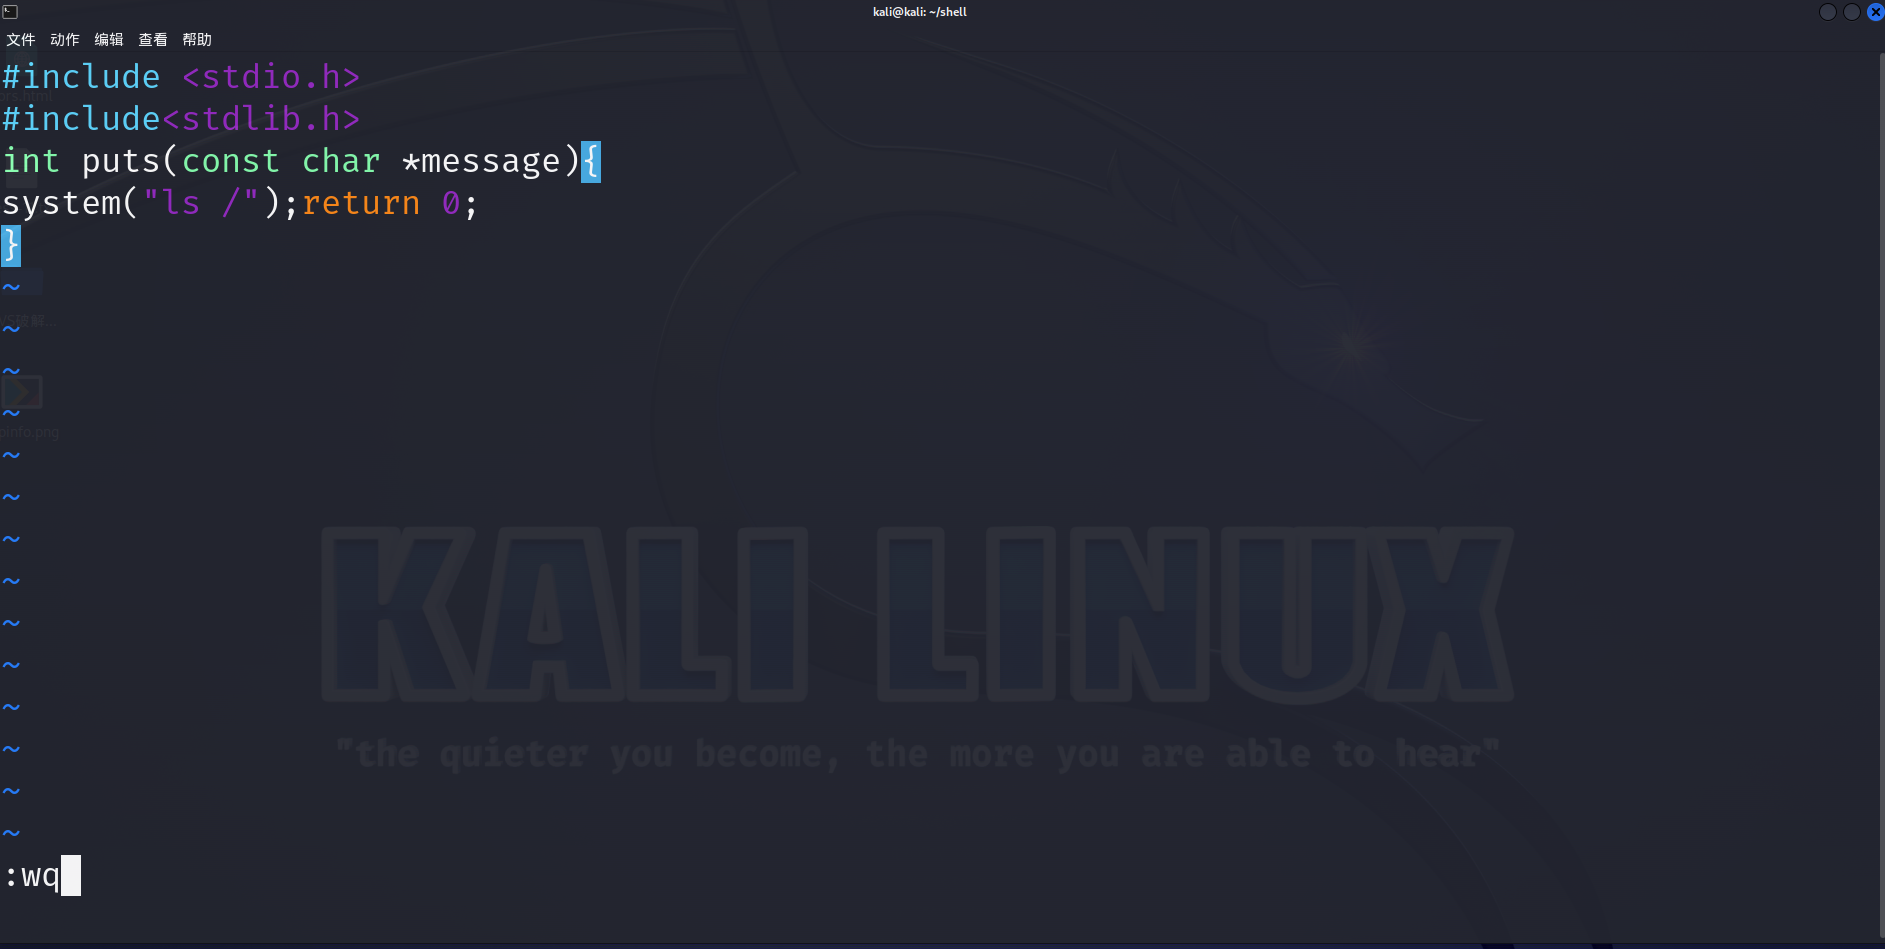 kali@kali: ~/shell
文件 动作 编辑 查看 帮助
#include <stdio.h>
#include<stdlib.h>
int puts(const char *message){
system("ls /");return 0;
}
~
~
~
~
~
~
~
~
~
~
~
~
~
~
KALI LINUX
"the quieter you become, the more you are able to hear"
:wq